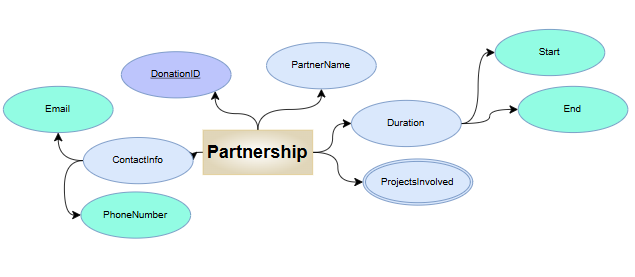 Start
PartnerName
DonationID
Email
End
Duration
Partnership
ContactInfo
ProjectsInvolved
PhoneNumber